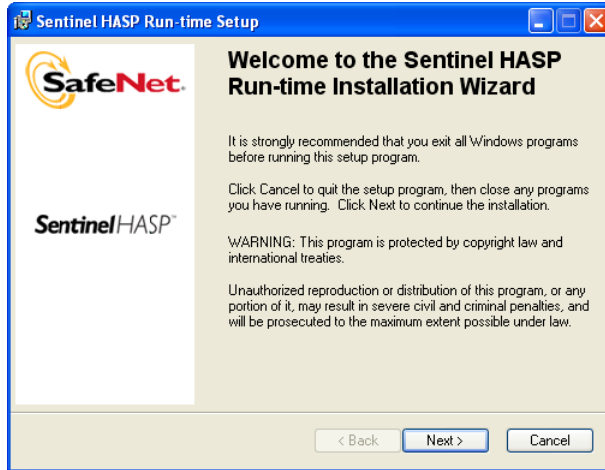 Sentinel HASP Run-time Setup
SafeNet.
Welcome to the Sentinel HASP
Run-time Installation Wizard
It is strongly recommended that you exit all Windows programs
before running this setup program.
Click Cancel to quit the setup program, then close any programs
you have running. Click Next to continue the installation.
Sentinel HASP™
WARNING: This program is protected by copyright law and
international treaties.
Unauthorized reproduction or distribution of this program, or any
portion of it, may result in severe civil and criminal penalties, and
will be prosecuted to the maximum extent possible under law.
< Back Next > Cancel